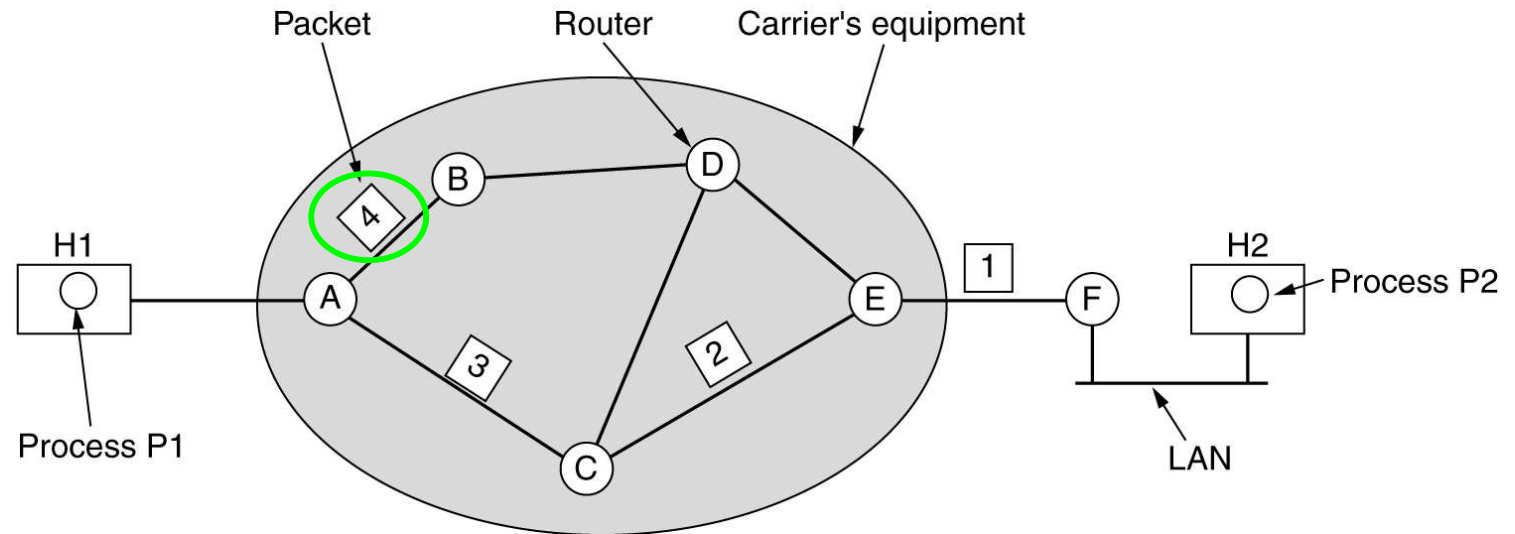 Packet
Router
Carrier's equipment
B
D
4
H1
H2
1
Process P2
A
E
F
3
2
Process P1
C
LAN